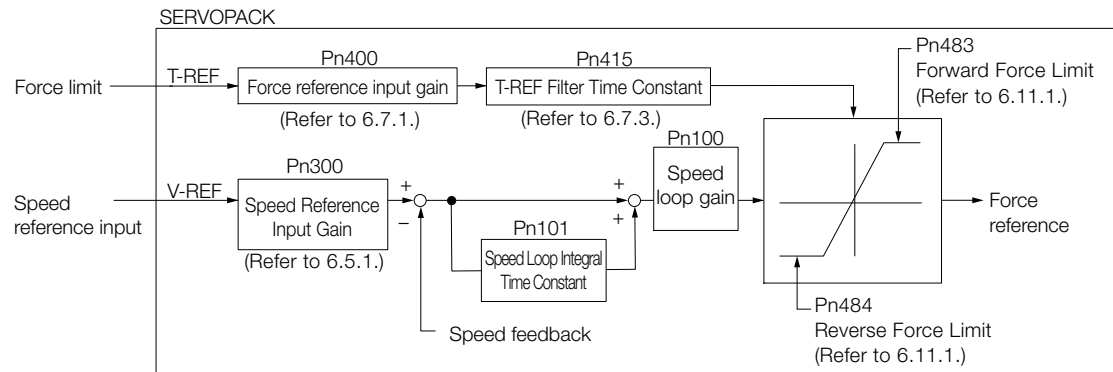 SERVOPACK
Force limit
T-REF
Pn400
Force reference input gain
(Refer to 6.7.1.)
Pn415
T-REF Filter Time Constant
(Refer to 6.7.3.)
Pn483
Forward Force Limit
(Refer to 6.11.1.)
Speed
reference input
V-REF
Pn300
Speed Reference
Input Gain
(Refer to 6.5.1.)
+
−
Pn101
Speed Loop Integral
Time Constant
+
+
Pn100
Speed
loop gain
Force
reference
Speed feedback
Pn484
Reverse Force Limit
(Refer to 6.11.1.)